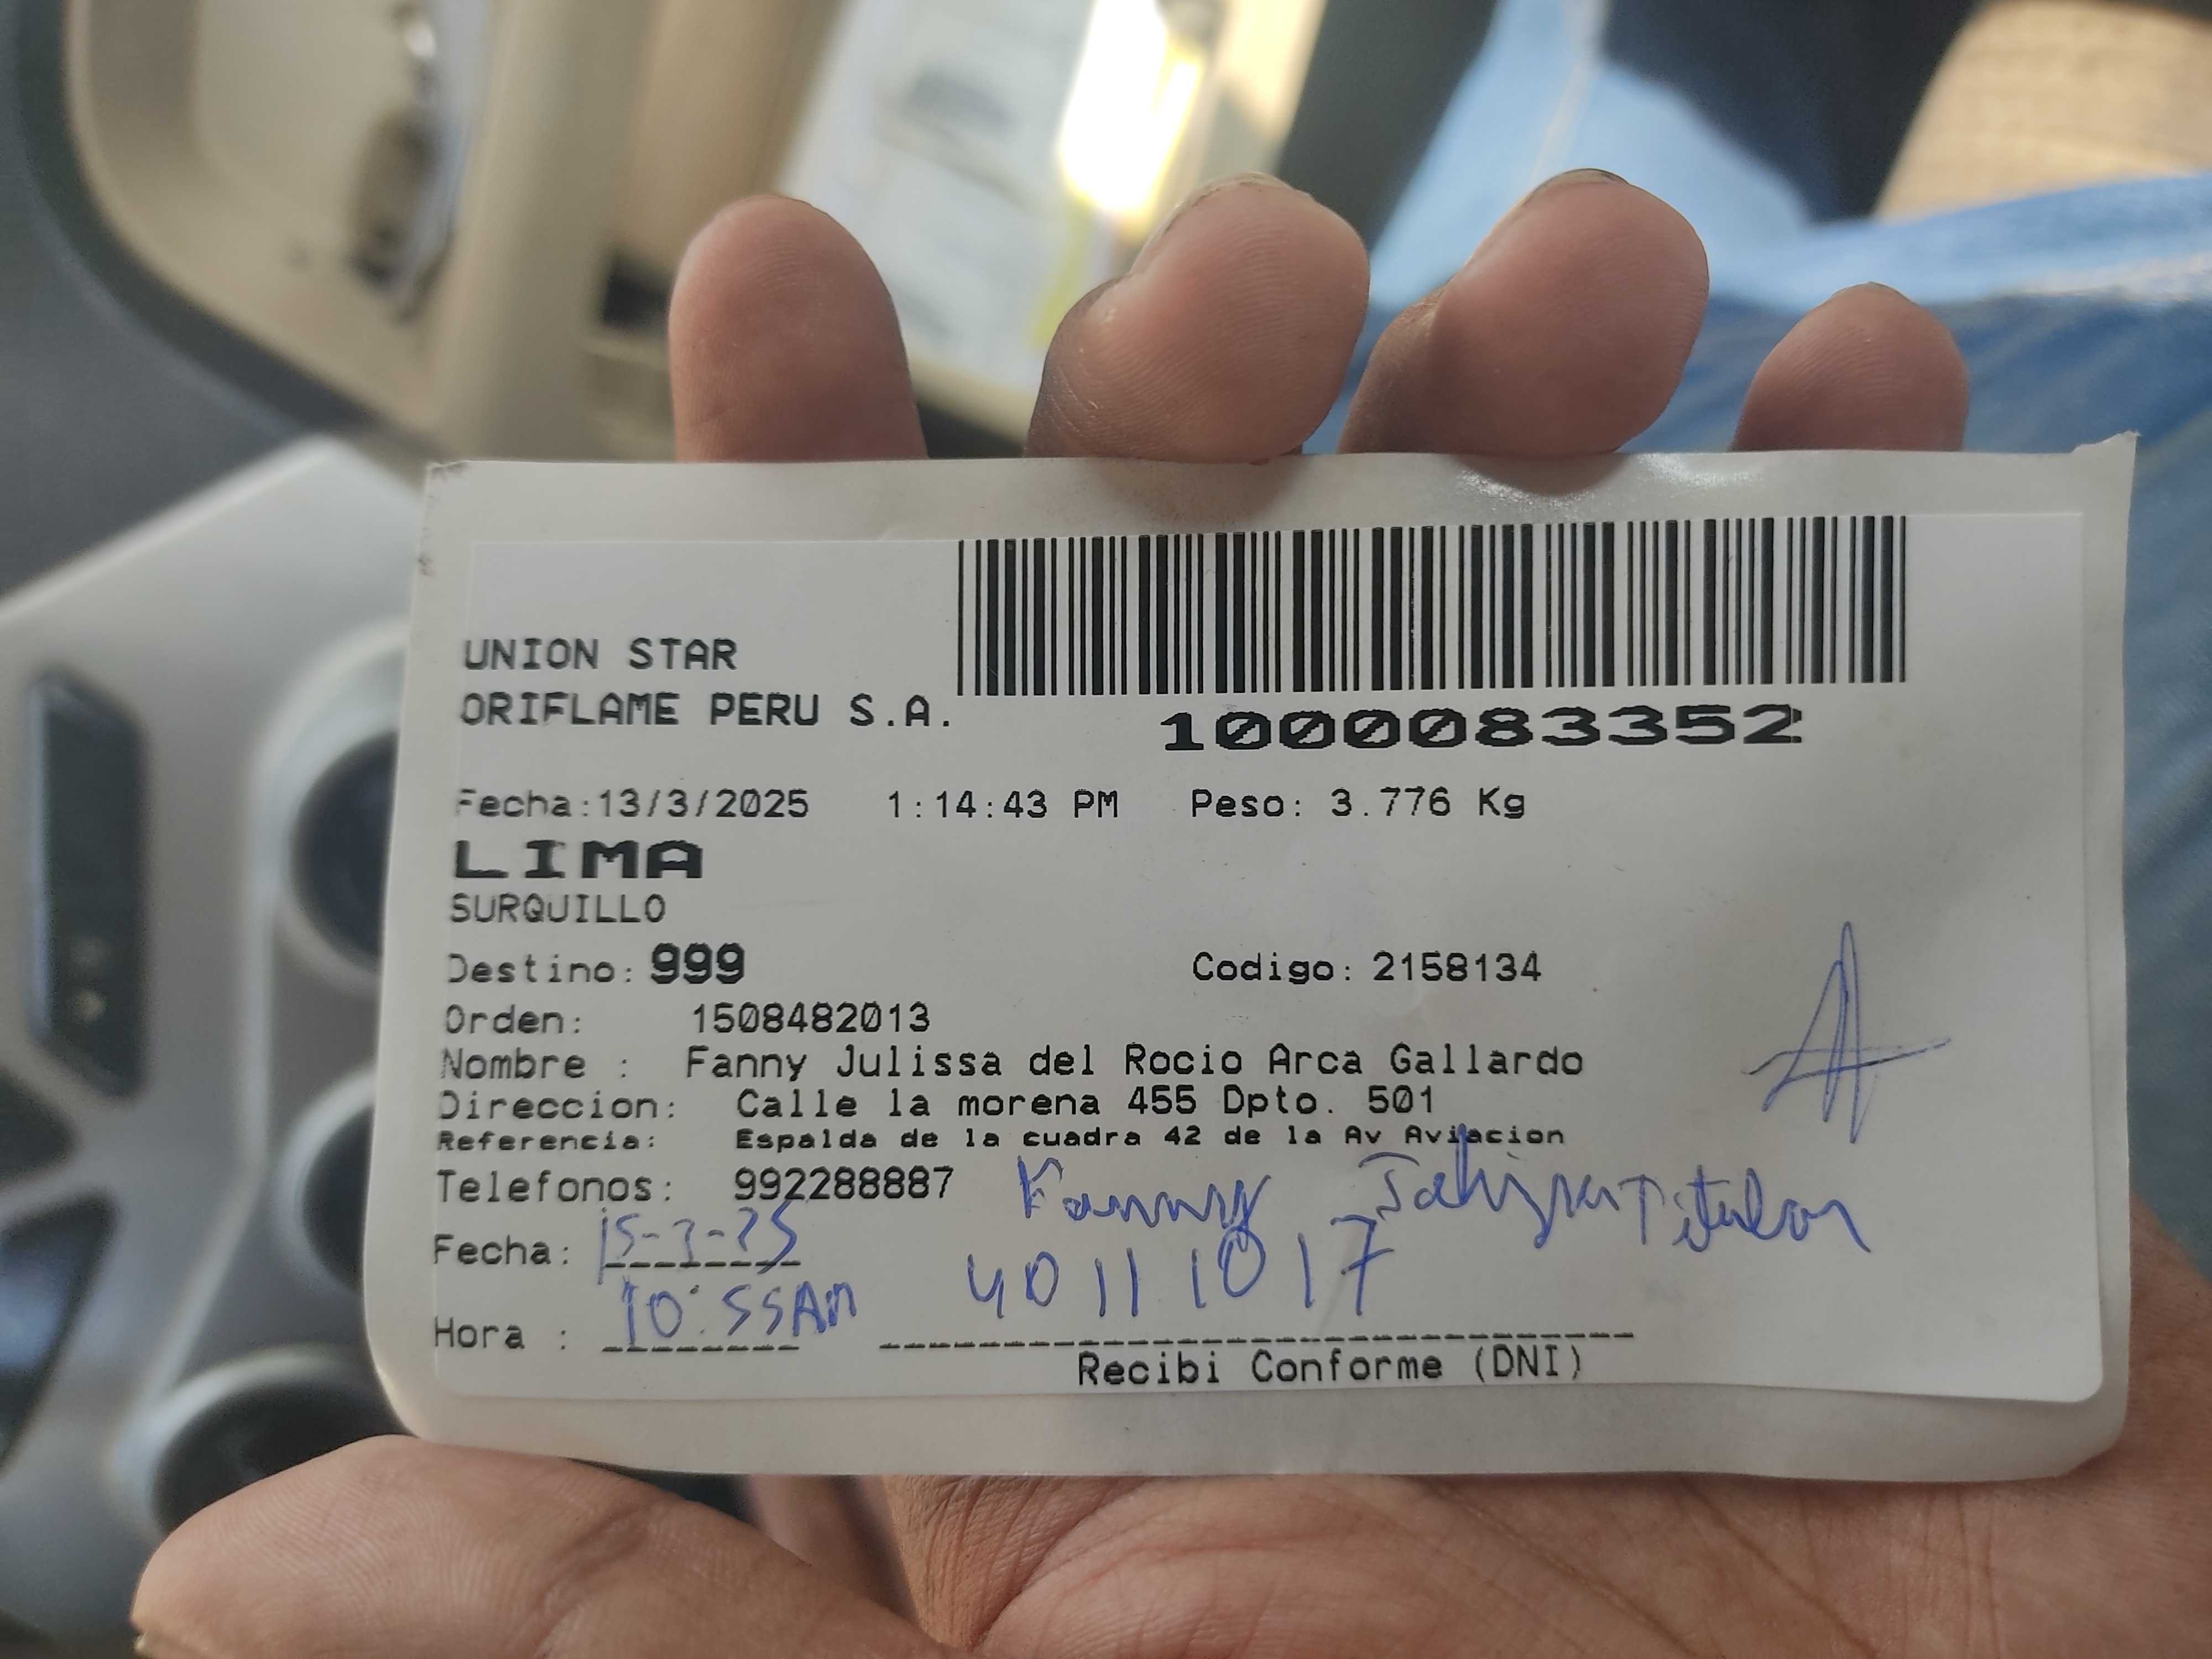 UNION STAR
ORIFLAME PERU S.A.
1000083352
Fecha:13/3/2025 1:14:43 PM Peso: 3.776 Kg
LIMA
SURQUILLO
Destino: 999 Codigo: 2158134
Orden: 1508482013
Nombre : Fanny Julissa del Rocio Arca Gallardo
Direccion: Calle la morena 455 Dpto. 501
Referencia: Espalda de la cuadra 42 de la Av Aviacion
Telefonos: 992288887 Fanny Titular
Fecha: 15-3-25 40111017
Hora : 10:55AM
Recibi Conforme (DNI)